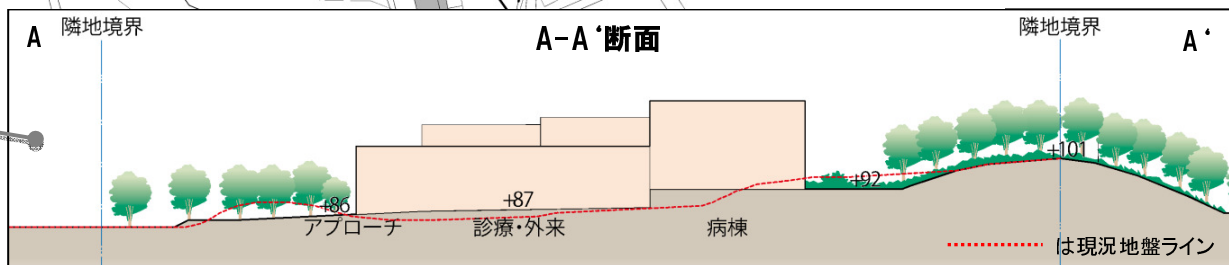 A-A‘断面
A
隣地境界
隣地境界
A‘
+101
+92
+86
+87
アプローチ
診療・外来
病棟
は現況地盤ライン